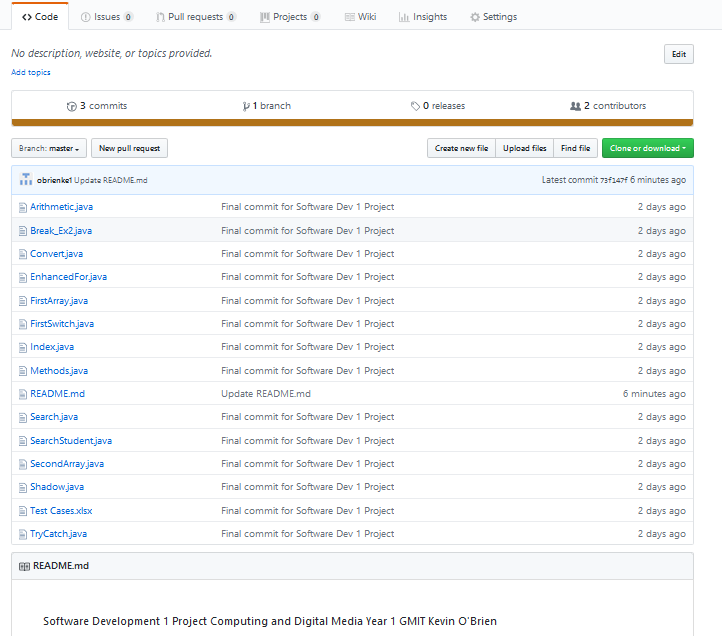 Code Issues 0 Pull requests 0 Projects 0 Wiki Insights Settings
No description, website, or topics provided. Edit
Add topics
3 commits 1 branch 0 releases 2 contributors
Branch: master New pull request Create new file Upload files Find file Clone or download
obrienke1 Update README.md Latest commit 73f147f 6 minutes ago
Arithmetic.java Final commit for Software Dev 1 Project 2 days ago
Break_Ex2.java Final commit for Software Dev 1 Project 2 days ago
Convert.java Final commit for Software Dev 1 Project 2 days ago
EnhancedFor.java Final commit for Software Dev 1 Project 2 days ago
FirstArray.java Final commit for Software Dev 1 Project 2 days ago
FirstSwitch.java Final commit for Software Dev 1 Project 2 days ago
Index.java Final commit for Software Dev 1 Project 2 days ago
Methods.java Final commit for Software Dev 1 Project 2 days ago
README.md Update README.md 6 minutes ago
Search.java Final commit for Software Dev 1 Project 2 days ago
SearchStudent.java Final commit for Software Dev 1 Project 2 days ago
SecondArray.java Final commit for Software Dev 1 Project 2 days ago
Shadow.java Final commit for Software Dev 1 Project 2 days ago
Test Cases.xlsx Final commit for Software Dev 1 Project 2 days ago
TryCatch.java Final commit for Software Dev 1 Project 2 days ago
README.md
Software Development 1 Project Computing and Digital Media Year 1 GMIT Kevin O'Brien